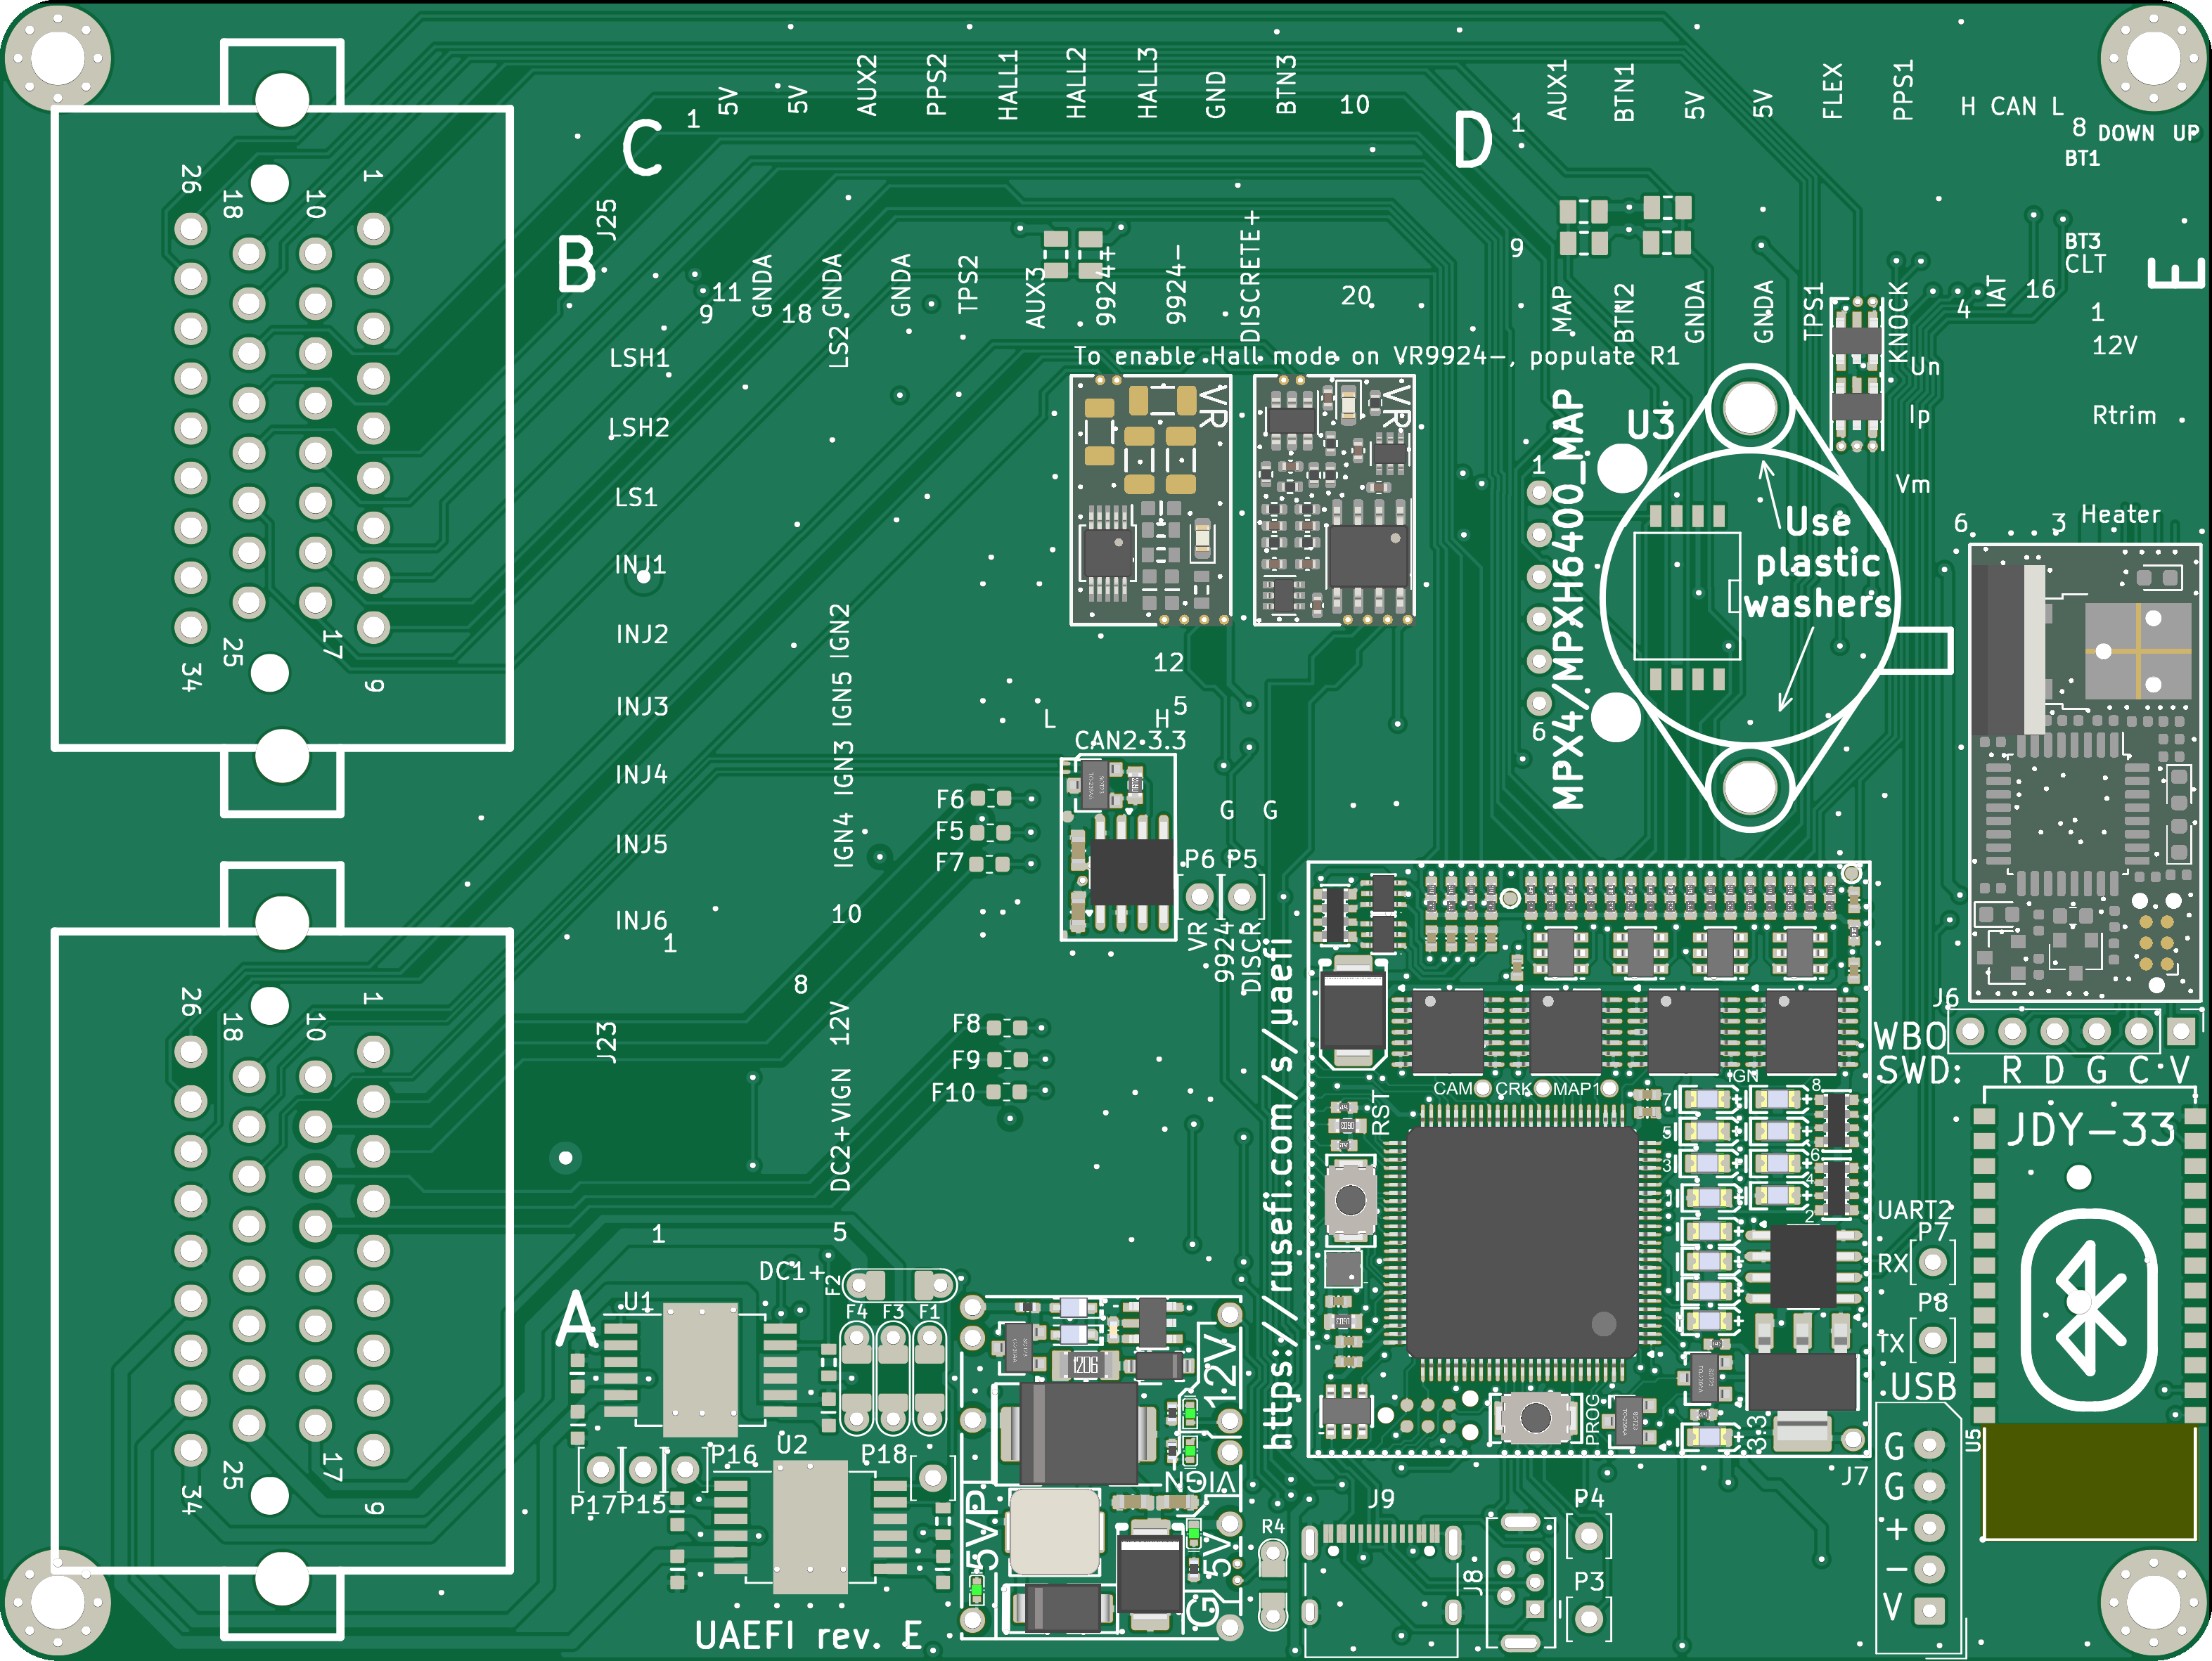 1
5V
5V
AUX2
PPS2
HALL1
HALL2
HALL3
GND
BTN3
10
1
AUX1
BTN1
5V
5V
FLEX
PPS1
H CAN L
8
DOWN UP
BT1
C
D
J25
26
18
10
1
B
9
BT3
CLT
E
9
11
GNDA
18
GNDA
GNDA
TPS2
AUX3
9924+
9924-
DISCRETE+
20
MAP
BTN2
GNDA
GNDA
TPS1
KNOCK
4
IAT
16
1
12V
LSH1
LS2
To enable Hall mode on VR9924-, populate R1
Un
LSH2
VR
VR
U3
Ip
Rtrim
LS1
1
MPX4/MPXH6400_MAP
Vm
6
3
Heater
Use
plastic
washers
INJ1
INJ2
IGN2
34
25
17
9
12
INJ3
IGN5
L
H
5
CAN2
3.3
6
INJ4
IGN3
F6
G
G
INJ5
IGN4
F5
F7
P6
P5
INJ6
10
1
VR
9924
DISCR
8
26
18
10
1
J23
DC2+
VIGN
12V
F8
F9
F10
https://rusefi.com/s/uaefi
J6
WBO
SWD:
R D G C V
CAM
CRK
MAP1
IGN
RST
7
8
5
3
6
4
2
1
5
JDY-33
UART2
P7
RX
P8
TX
USB
A
U1
DC1+
F2
F4
F3
F1
1206
12V
U2
P16
P18
P17
P15
34
25
17
9
VIGN
PROG
3.3
J7
U5
G
G
+
-
V
5VP
5V
G
R4
J9
J8
P4
P3
UAEFI rev. E